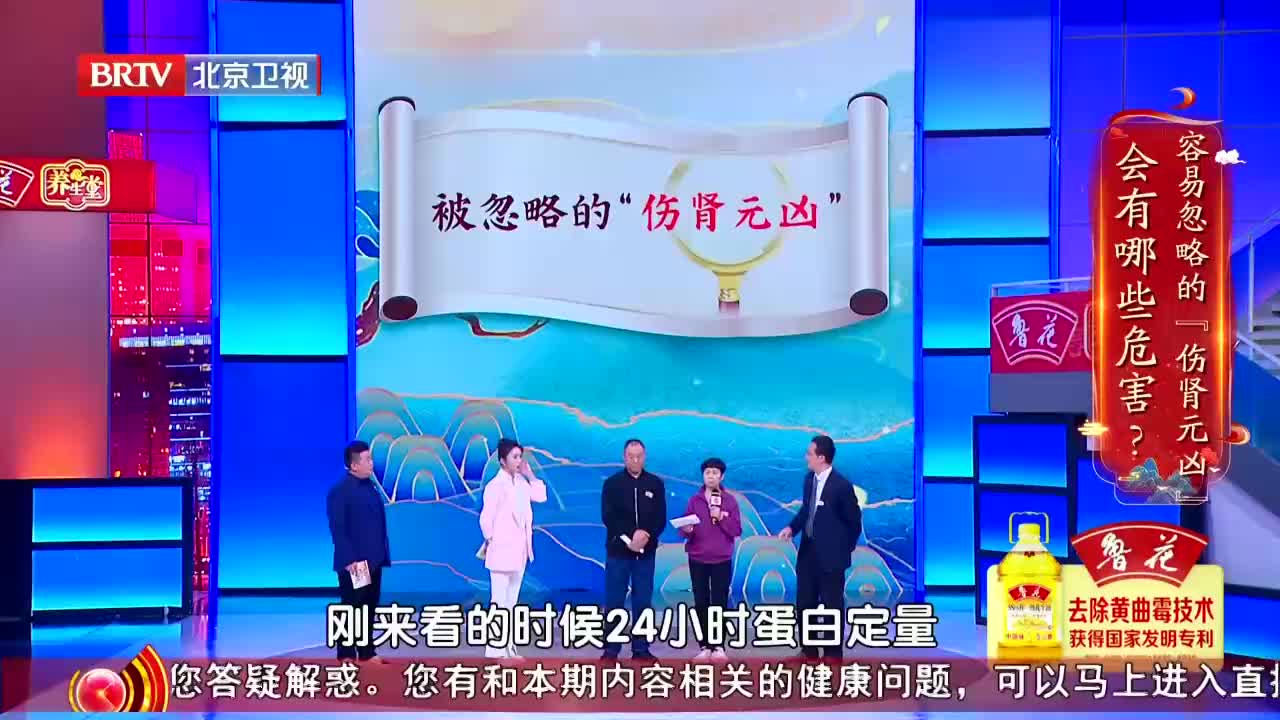 BRTV 北京卫视
花
养生堂
被忽略的“伤肾元凶”
容易忽略的『伤肾元凶』
会有哪些危害？
鲁花
鲁花
鲁花
去除黄曲霉技术
获得国家发明专利
刚来看的时候24小时蛋白定量
您答疑解惑。您有和本期内容相关的健康问题，可以马上进入直播